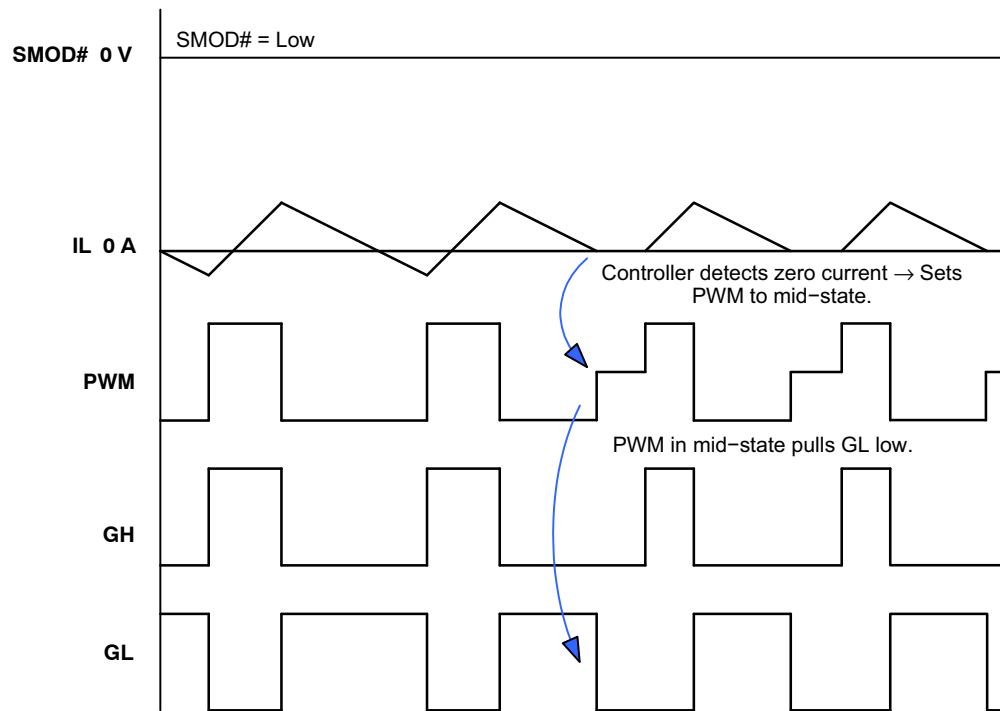 SMOD# = Low
SMOD# 0 V
IL 0 A
Controller detects zero current → Sets
PWM to mid−state.
PWM
PWM in mid−state pulls GL low.
GH
GL